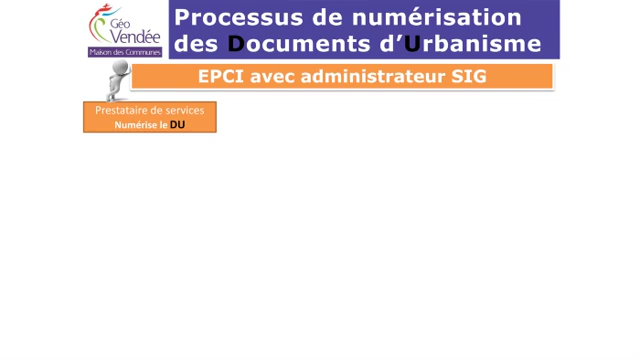 Géo
Vendée
Maison des Communes
Processus de numérisation
des Documents d’Urbanisme
EPCI avec administrateur SIG
Prestataire de services
Numérise le DU